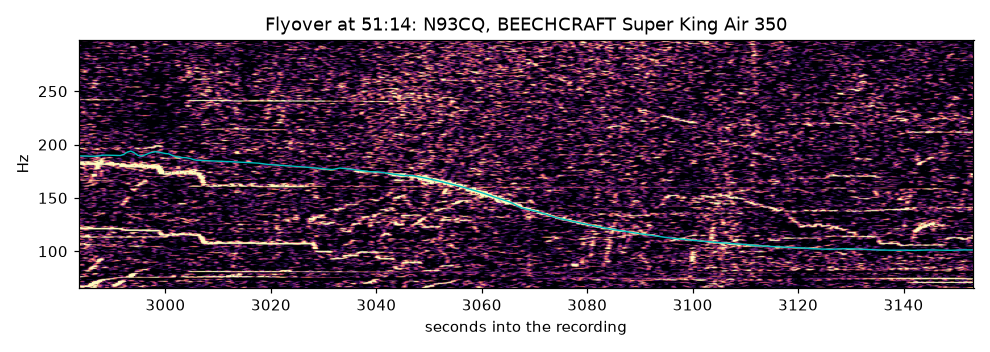 Flyover at 51:14: N93CQ, BEECHCRAFT Super King Air 350
Hz
250
200
150
100
3000 3020 3040 3060 3080 3100 3120 3140
seconds into the recording